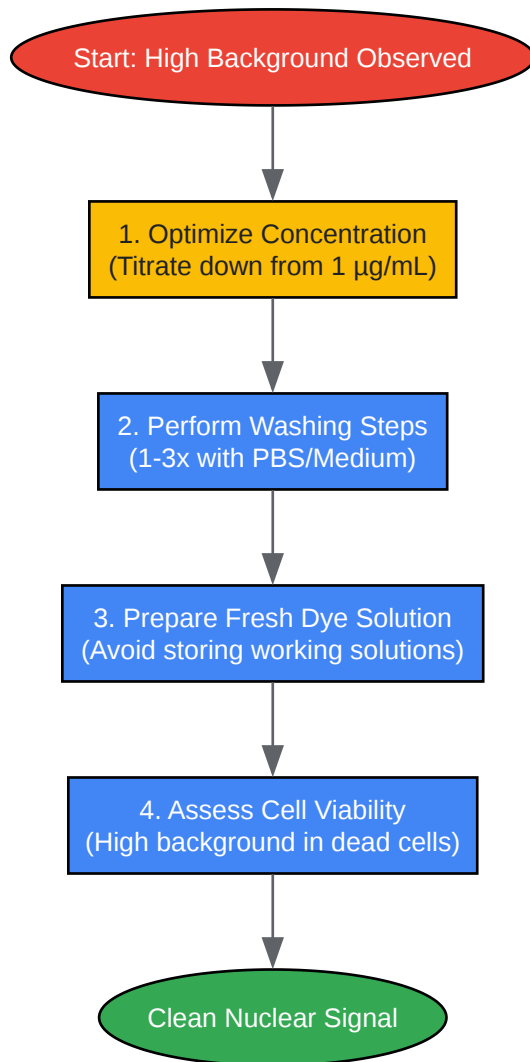 Start: High Background Observed
1. Optimize Concentration
(Titrate down from 1 µg/mL)
2. Perform Washing Steps
(1-3x with PBS/Medium)
3. Prepare Fresh Dye Solution
(Avoid storing working solutions)
4. Assess Cell Viability
(High background in dead cells)
Clean Nuclear Signal